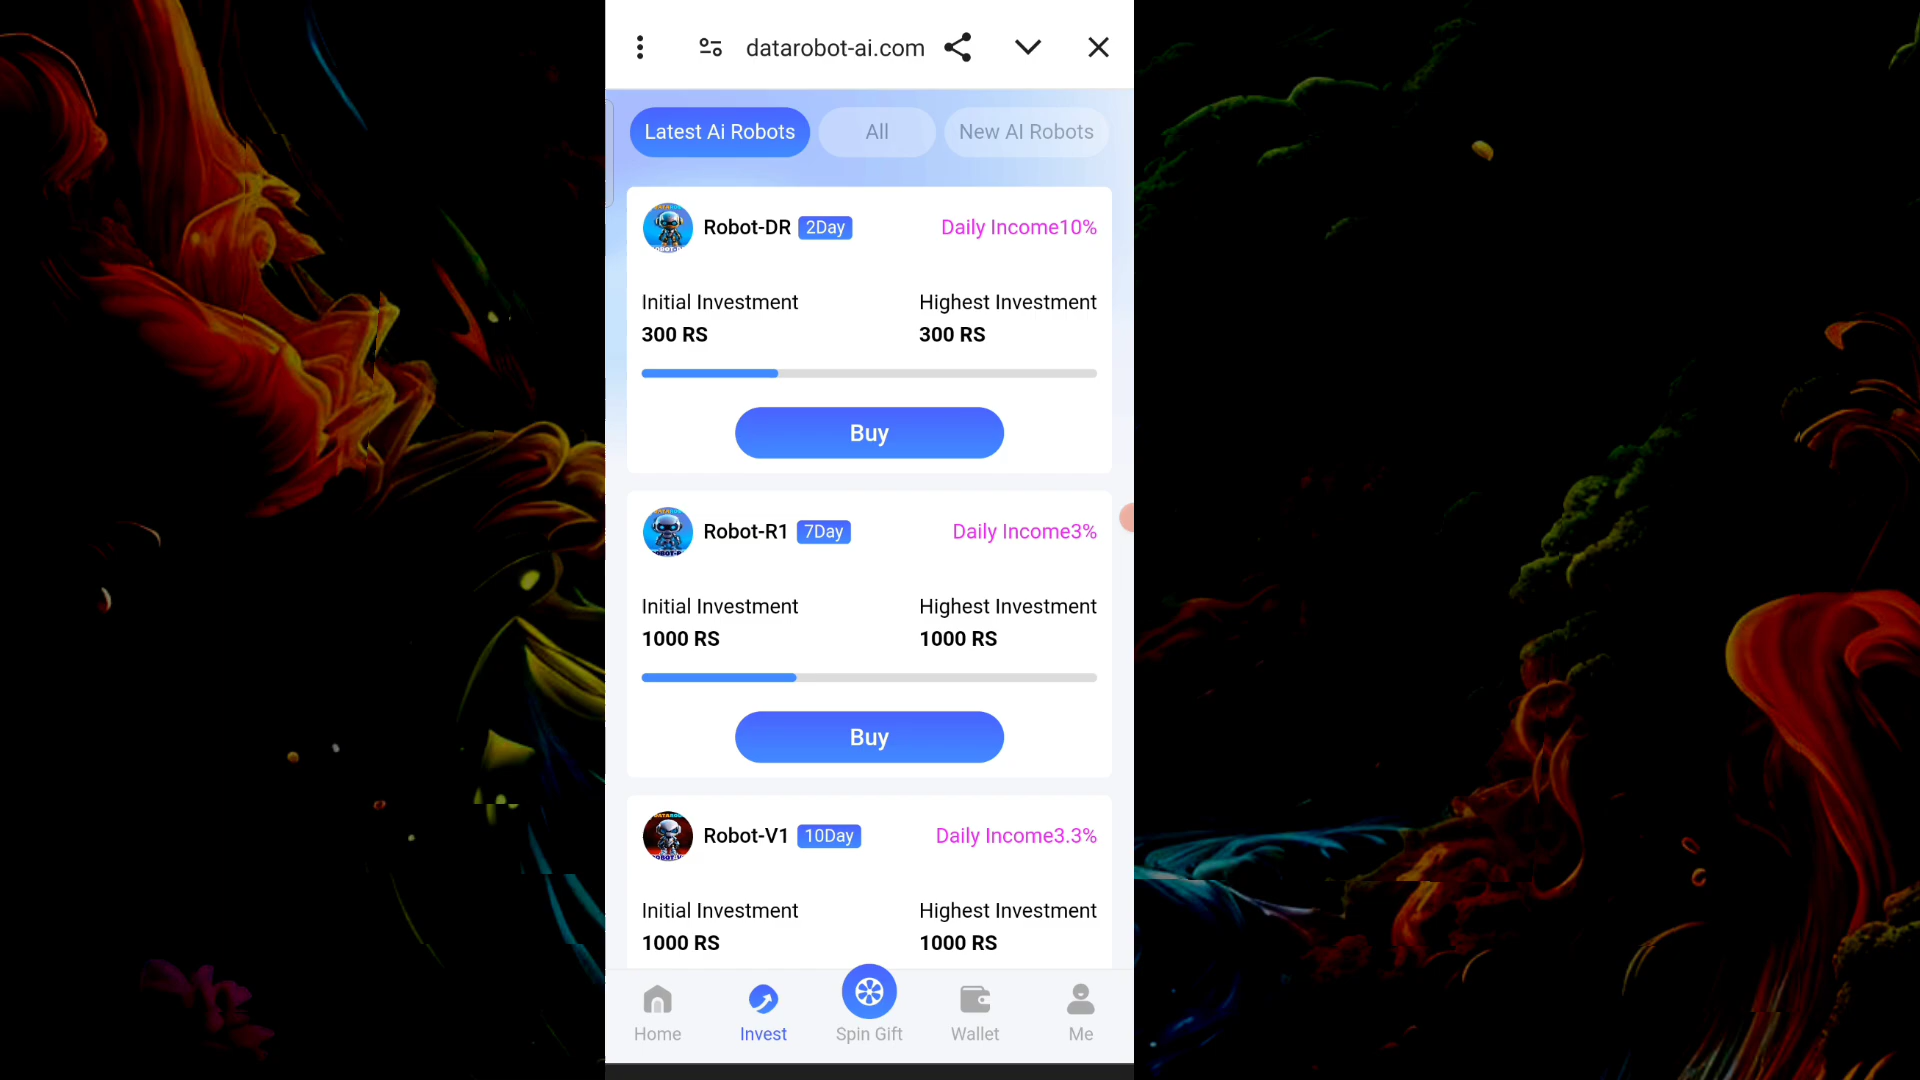 datarobot-ai.com
Latest Ai Robots All New AI Robots
Robot-DR 2Day Daily Income10%
Initial Investment Highest Investment
300 RS 300 RS
Buy
Robot-R1 7Day Daily Income3%
Initial Investment Highest Investment
1000 RS 1000 RS
Buy
Robot-V1 10Day Daily Income3.3%
Initial Investment Highest Investment
1000 RS 1000 RS
Home Invest Spin Gift Wallet Me